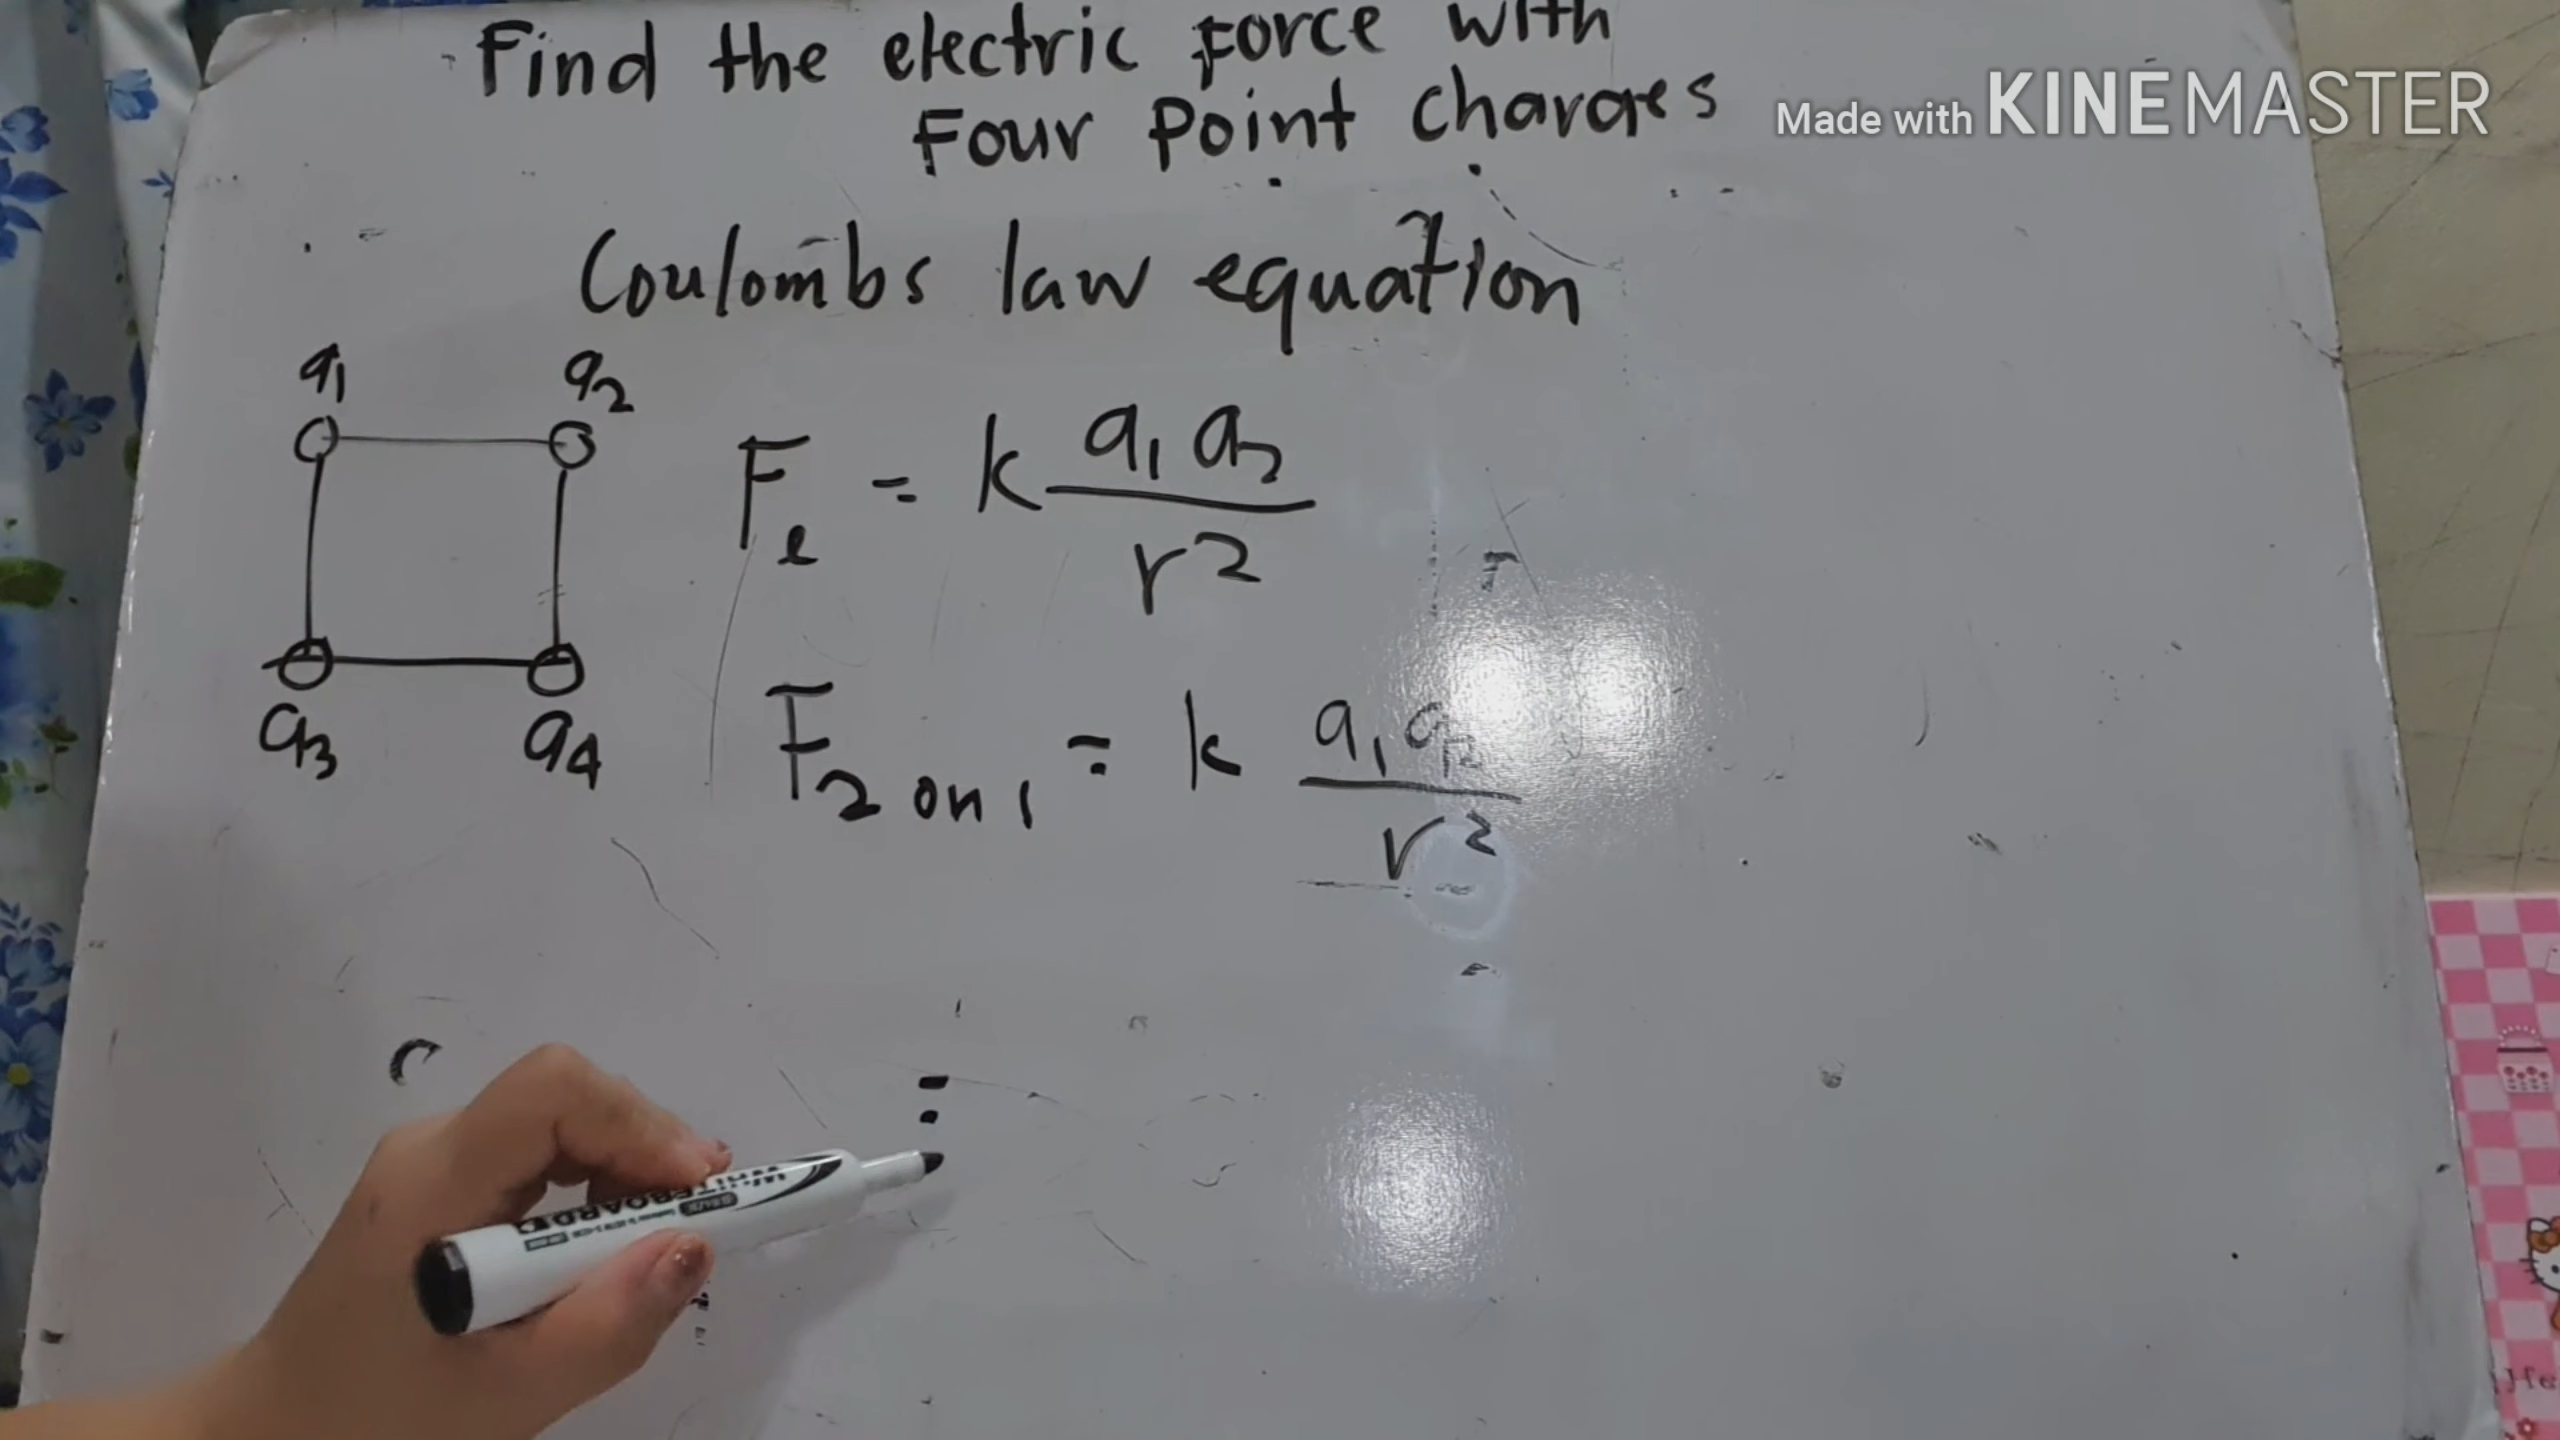 Find the electric Force with
Four Point charges
Made with KINEMASTER
Coulombs law equation
q1 q2
Fe = k q1 q2 / r2
q3 q4
F2 on 1 = k q1 q2 / r2
=
WHITEBOARD